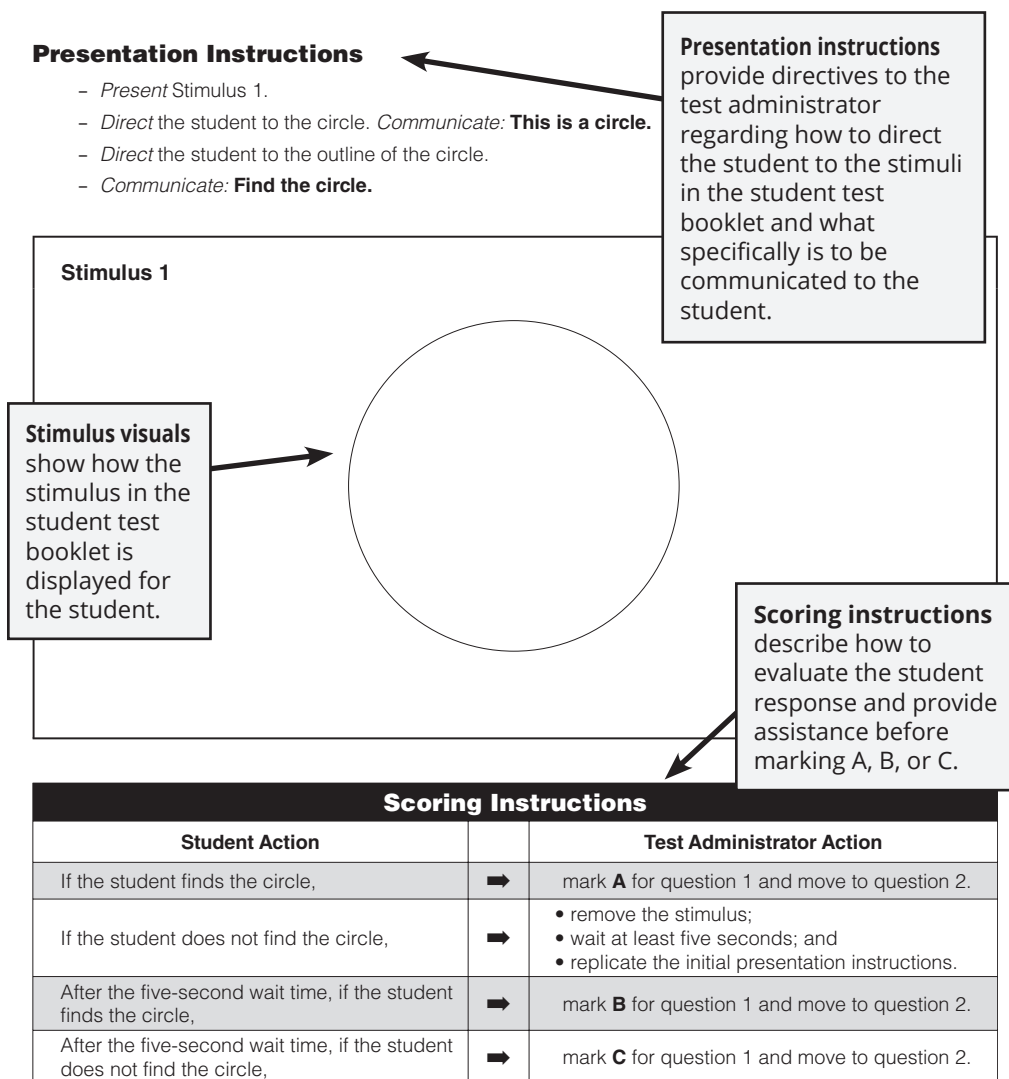 Presentation Instructions
– Present Stimulus 1.
– Direct the student to the circle. Communicate: This is a circle.
– Direct the student to the outline of the circle.
– Communicate: Find the circle.
Presentation instructions
provide directives to the
test administrator
regarding how to direct
the student to the stimuli
in the student test
booklet and what
specifically is to be
communicated to the
student.
Stimulus 1
Stimulus visuals
show how the
stimulus in the
student test
booklet is
displayed for
the student.
Scoring instructions
describe how to
evaluate the student
response and provide
assistance before
marking A, B, or C.
Scoring Instructions
Student Action
Test Administrator Action
If the student finds the circle,
➡
mark A for question 1 and move to question 2.
If the student does not find the circle,
➡
• remove the stimulus;
• wait at least five seconds; and
• replicate the initial presentation instructions.
After the five-second wait time, if the student
finds the circle,
➡
mark B for question 1 and move to question 2.
After the five-second wait time, if the student
does not find the circle,
➡
mark C for question 1 and move to question 2.